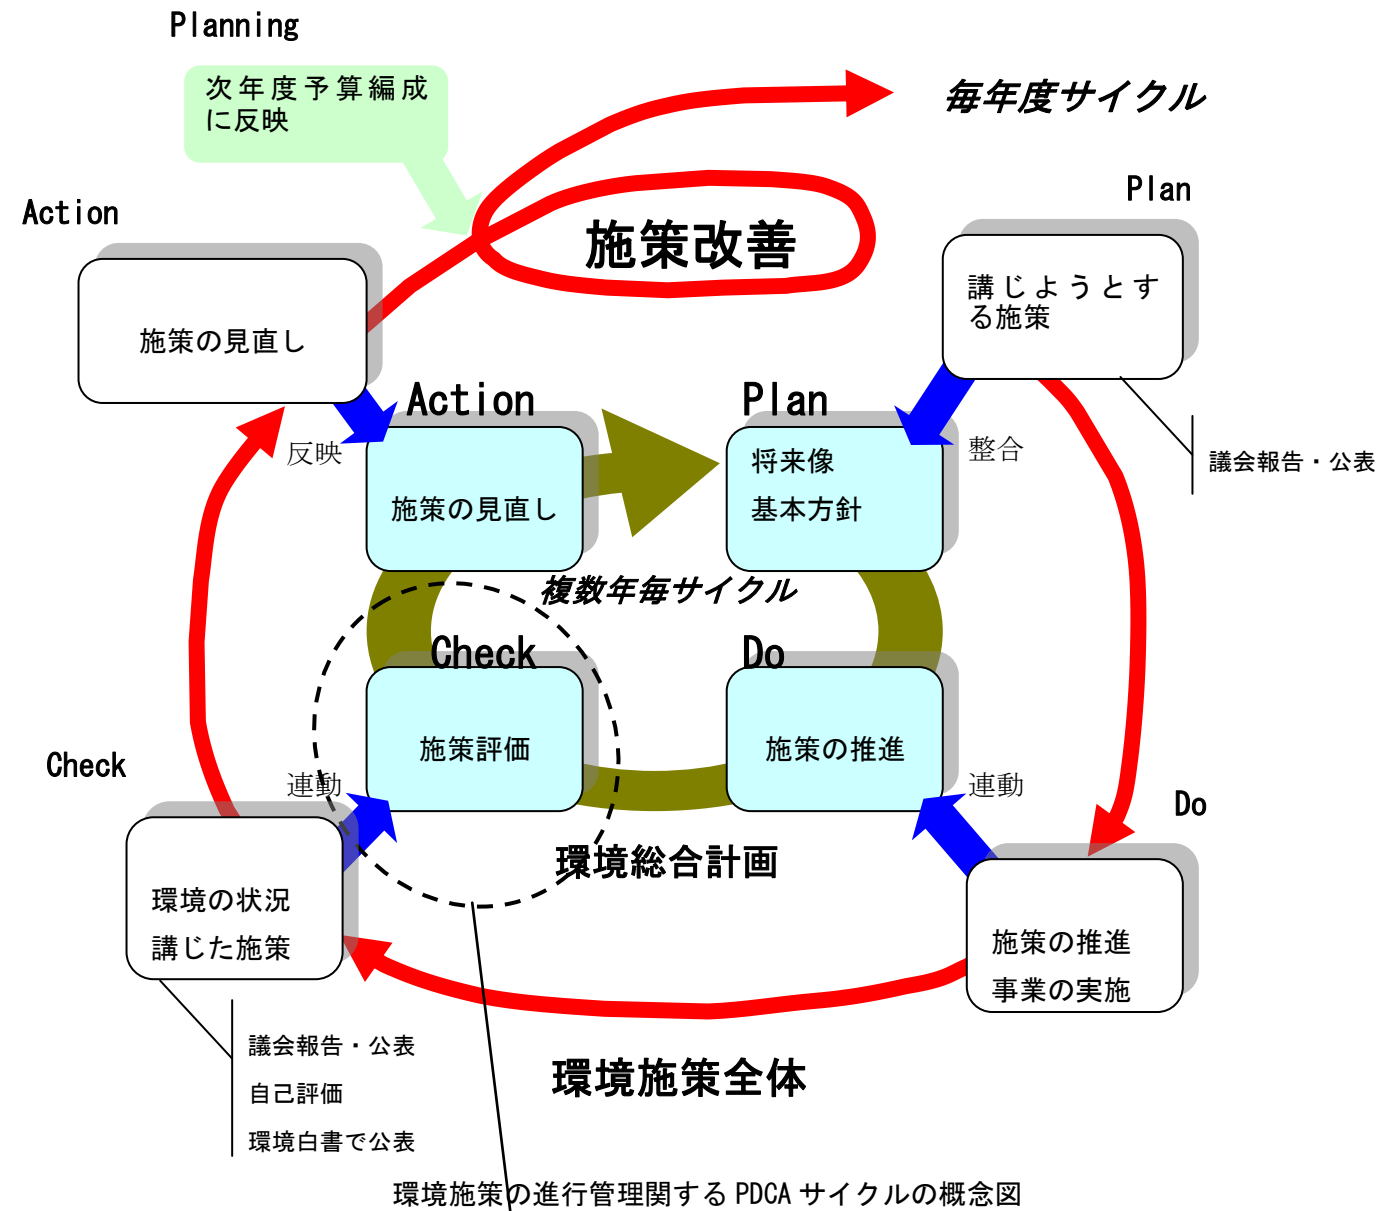 Planning
次年度予算編成
に反映
毎年度サイクル
Plan
Action
施策改善
講じようとす
る施策
施策の見直し
Action
Plan
反映
将来像
整合
議会報告・公表
施策の見直し
基本方針
複数年毎サイクル
Check
Do
施策評価
施策の推進
Check
連動
連動
Do
環境総合計画
環境の状況
講じた施策
施策の推進
事業の実施
議会報告・公表
自己評価
環境白書で公表
環境施策全体
環境施策の進行管理関する PDCA サイクルの概念図